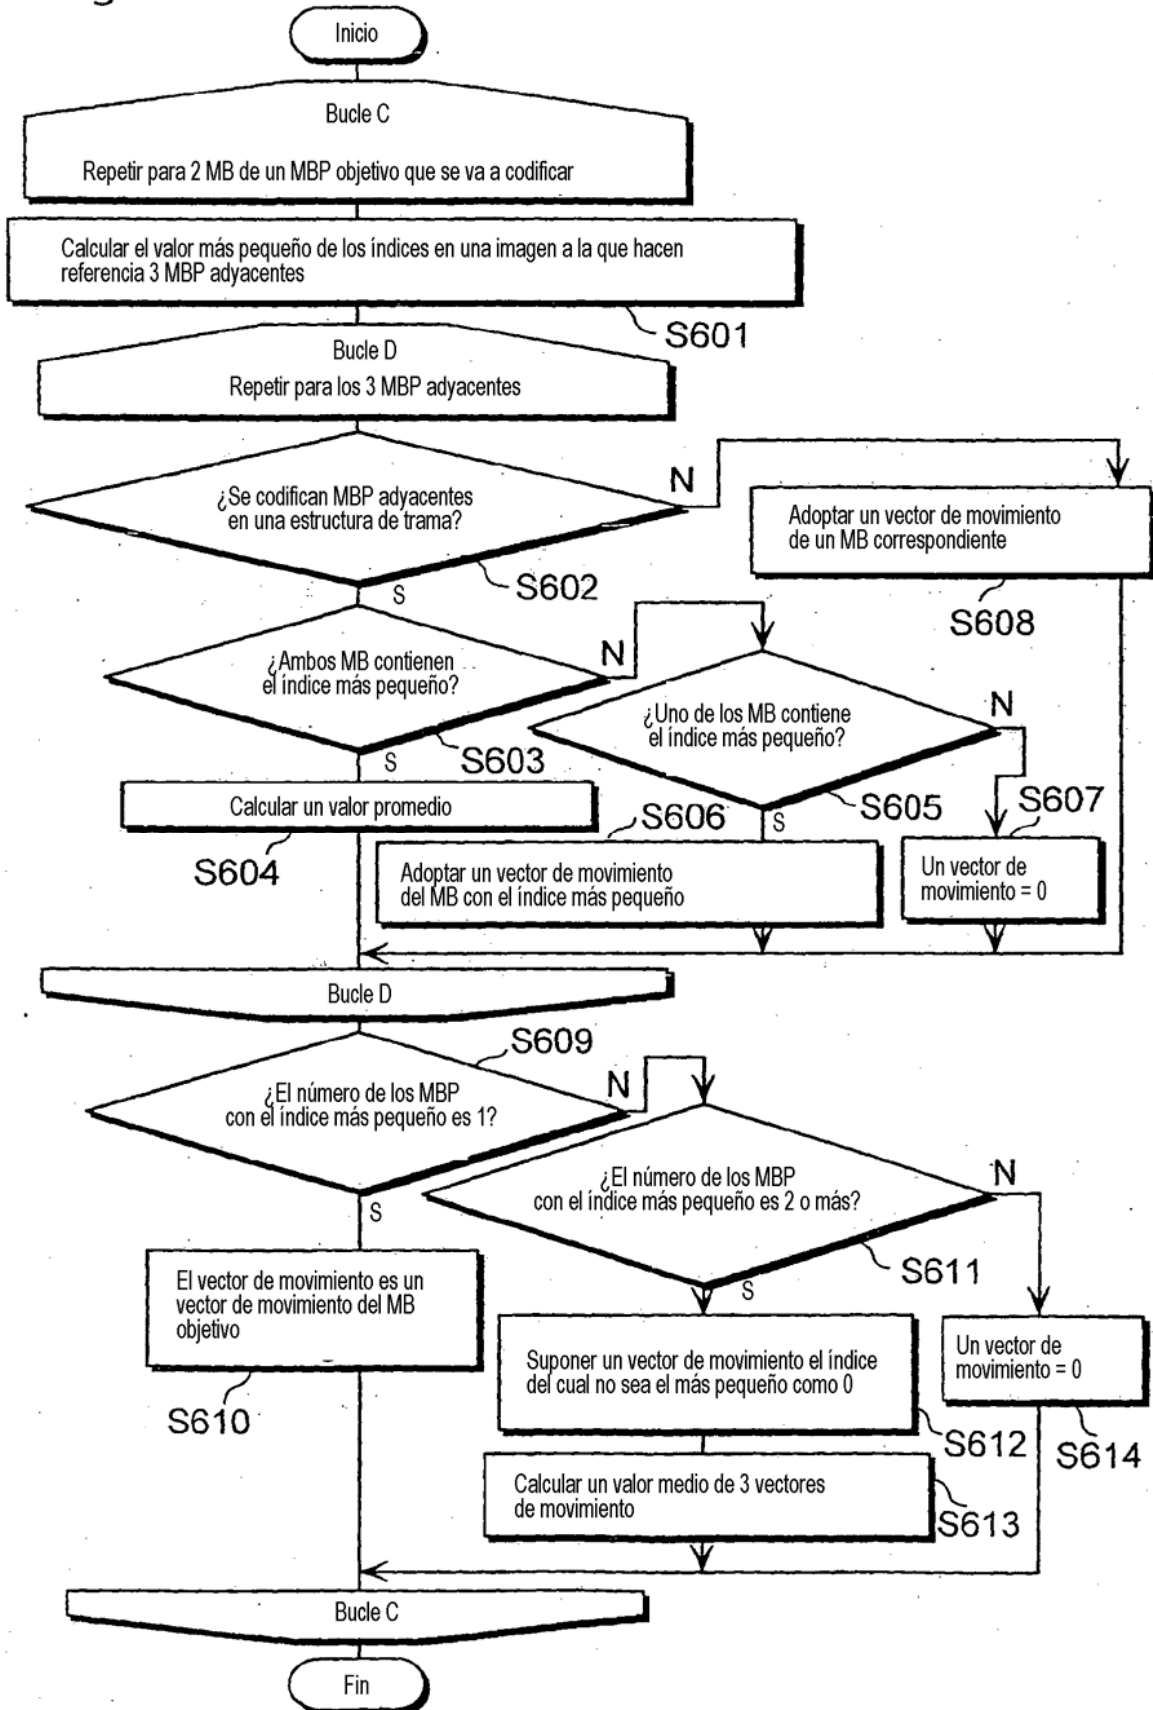 Inicio
Bucle C
Repetir para 2 MB de un MBP objetivo que se va a codificar
Calcular el valor más pequeño de los índices en una imagen a la que hacen
referencia 3 MBP adyacentes
S601
Bucle D
Repetir para los 3 MBP adyacentes
¿Se codifican MBP adyacentes
en una estructura de trama?
N
S602
S
Adoptar un vector de movimiento
de un MB correspondiente
S608
¿Ambos MB contienen
el índice más pequeño?
N
S603
S
¿Uno de los MB contiene
el índice más pequeño?
N
S605
S
Calcular un valor promedio
S604
S606
Adoptar un vector de movimiento
del MB con el índice más pequeño
S607
Un vector de
movimiento = 0
Bucle D
S609
¿El número de los MBP
con el índice más pequeño es 1?
N
S
¿El número de los MBP
con el índice más pequeño es 2 o más?
N
S611
S
El vector de movimiento es un
vector de movimiento del MB
objetivo
S610
Suponer un vector de movimiento el índice
del cual no sea el más pequeño como 0
S612
Un vector de
movimiento = 0
S614
Calcular un valor medio de 3 vectores
de movimiento
S613
Bucle C
Fin